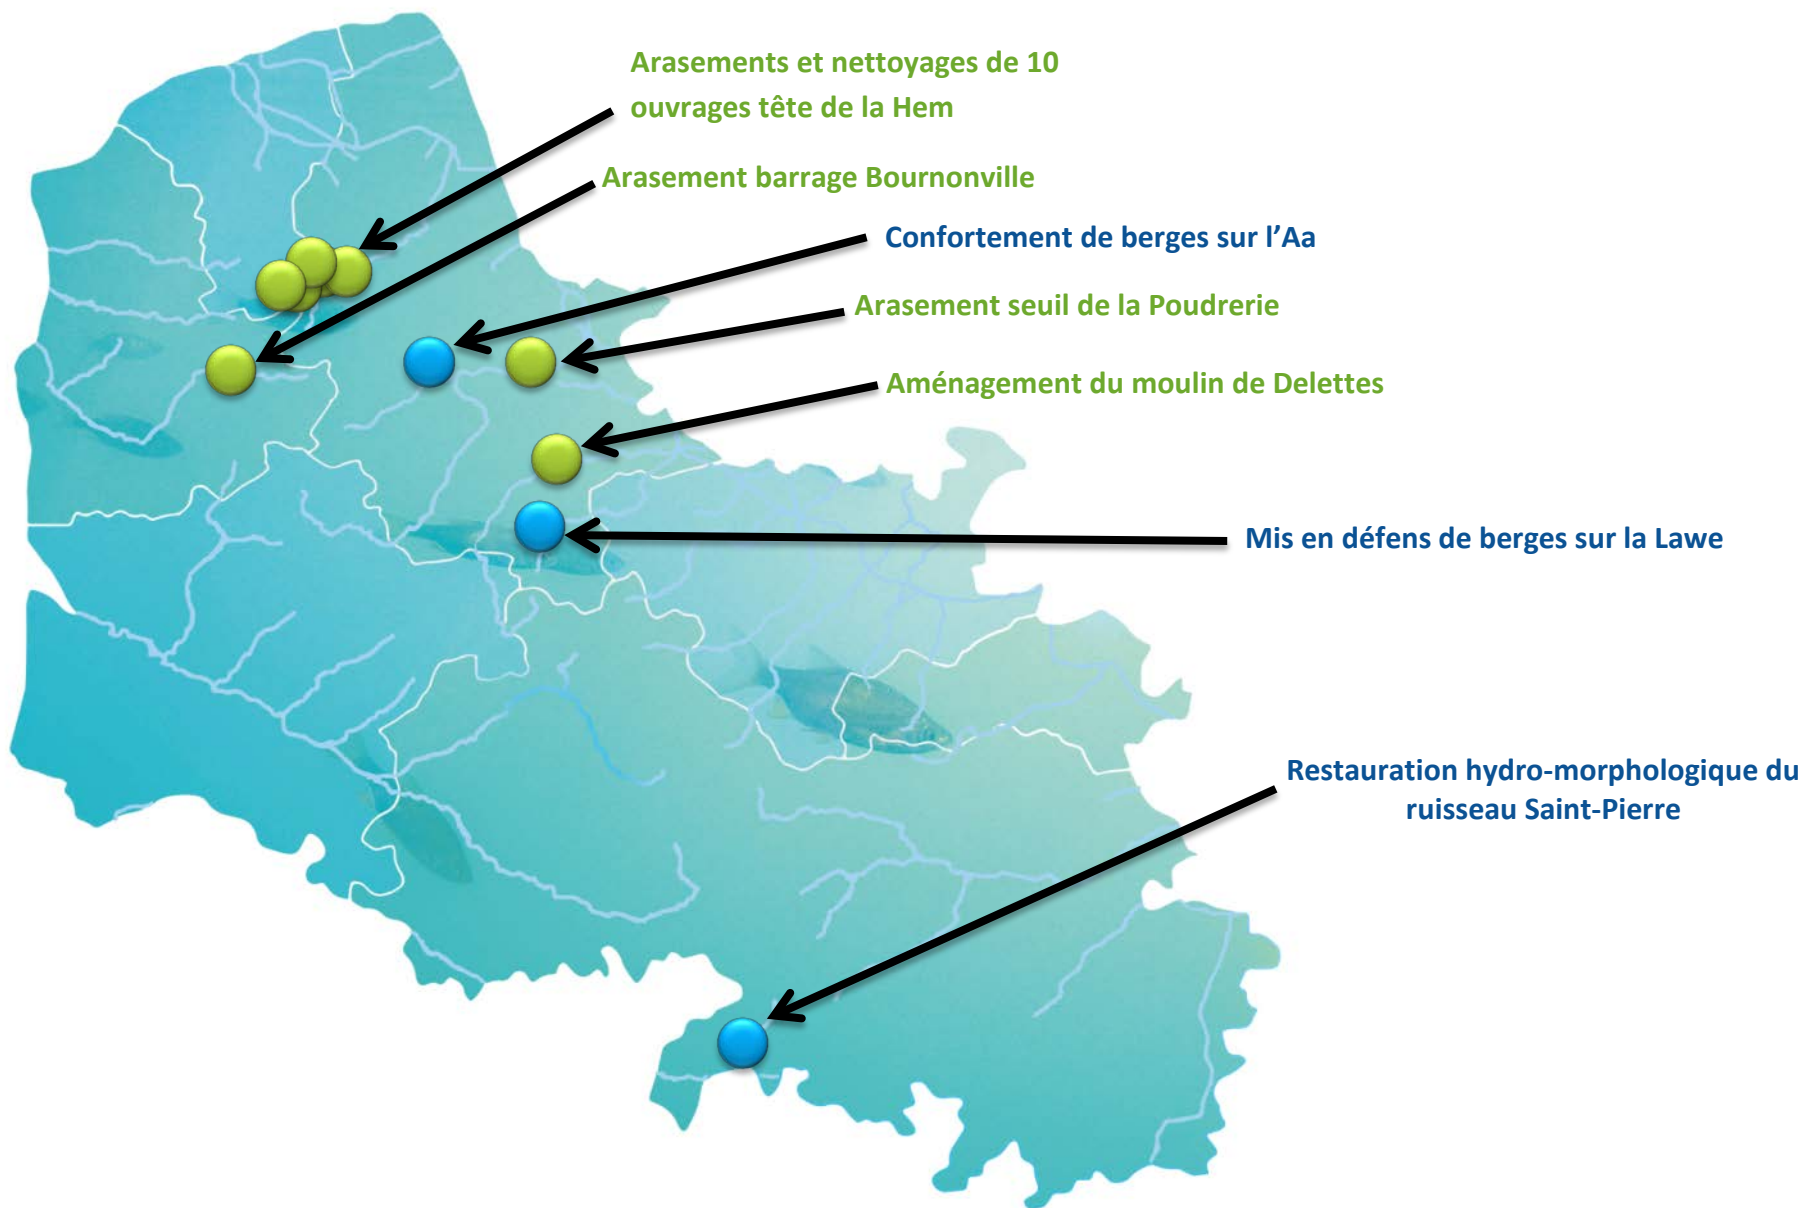 Arasements et nettoyages de 10
ouvrages tête de la Hem
Arasement barrage Bournonville
Confortement de berges sur l’Aa
Arasement seuil de la Poudrerie
Aménagement du moulin de Delettes
Mis en défens de berges sur la Lawe
Restauration hydro-morphologique du
ruisseau Saint-Pierre